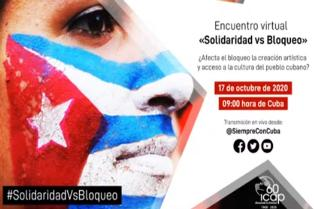 Encuentro virtual
«Solidaridad vs Bloqueo»
¿Afecta el bloqueo la creación artística
y acceso a la cultura del pueblo cubano?
17 de octubre de 2020
09:00 hora de Cuba
Transmisión en vivo desde:
@SiempreConCuba
60
icap
#SolidaridadVsBloqueo